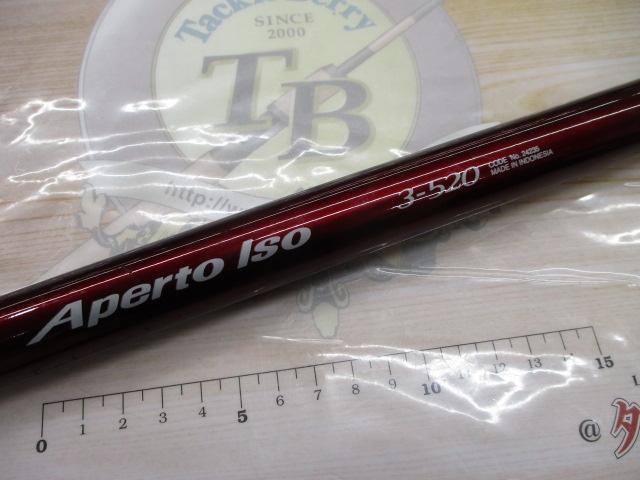 Tackle Berry
SINCE
2000
TB
http://w
Aperto Iso
3-520
CODE No 24235
MADE IN INDONESIA
0 1 2 3 4 5 6 7 8 9 10 11 12 13 14 15
@タ